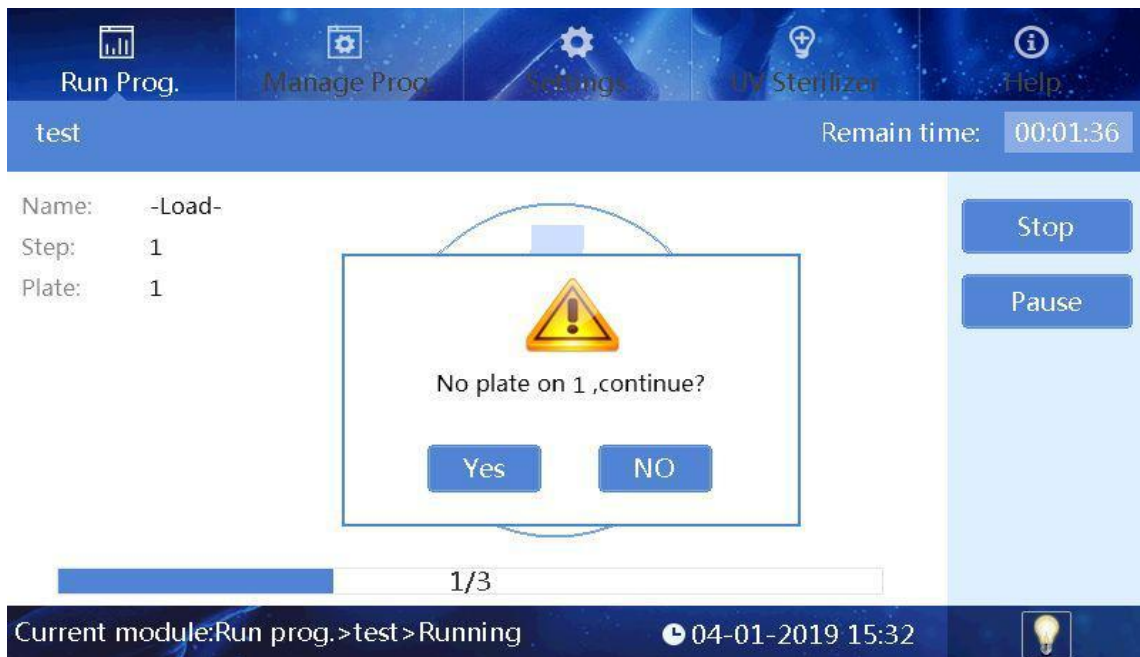 Run Prog.
Manage Prog.
Settings
UV Sterilizer
Help
test
Remain time: 00:01:36
Name: -Load-
Step: 1
Plate: 1
Stop
Pause
No plate on 1 ,continue?
Yes
NO
1/3
Current module:Run prog.>test>Running
04-01-2019 15:32